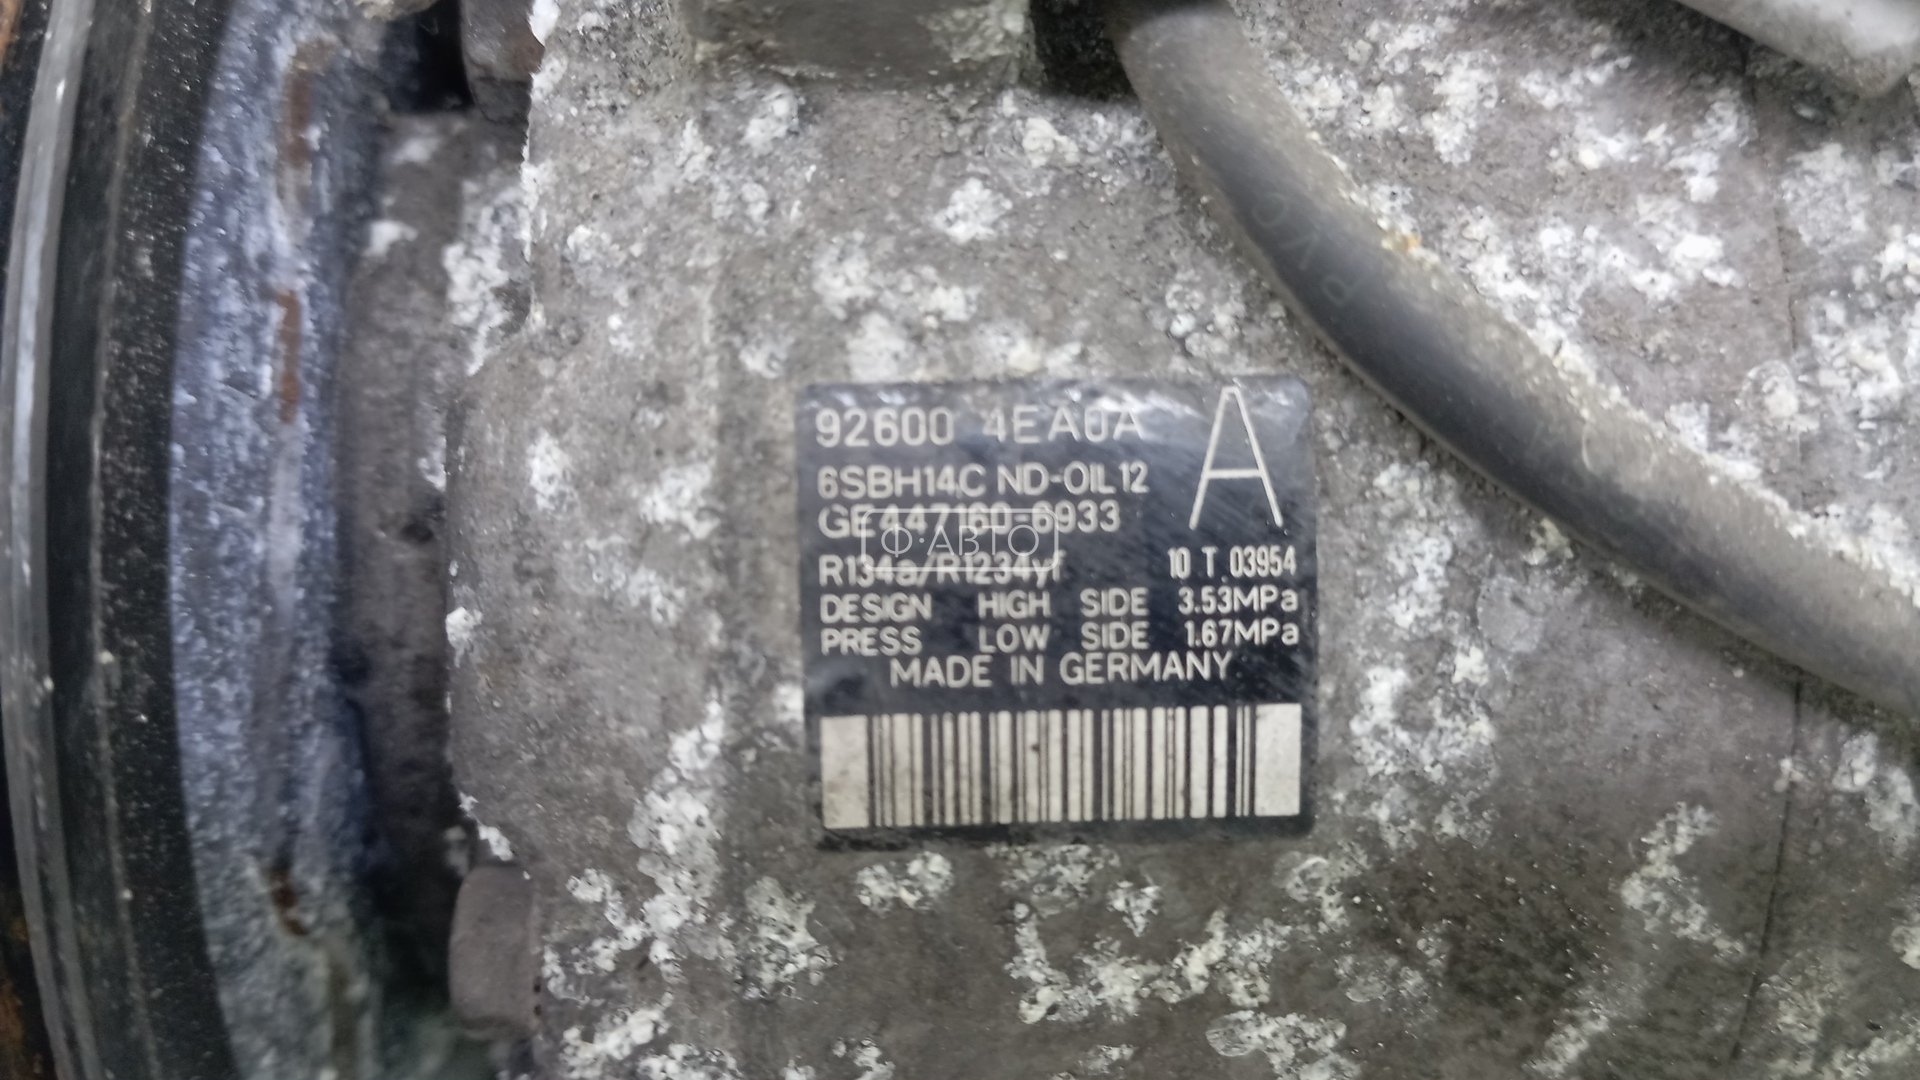 PVC
92600 4EA0A
A
6SBH14C ND-OIL12
GE447160-6933
Ф·АВТО
R134a/R1234yf
10 T 03954
DESIGN HIGH SIDE 3.53MPa
PRESS LOW SIDE 1.67MPa
MADE IN GERMANY